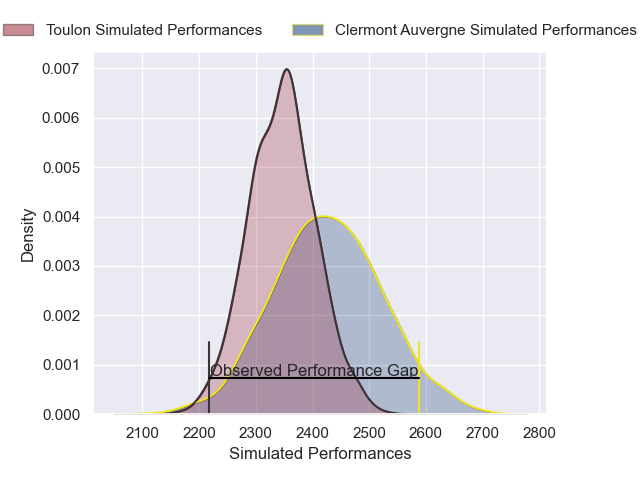 Toulon Simulated Performances
Clermont Auvergne Simulated Performances
0.007
0.006
0.005
0.004
0.003
0.002
0.001
0.000
Density
Observed Performance Gap
2100 2200 2300 2400 2500 2600 2700 2800
Simulated Performances